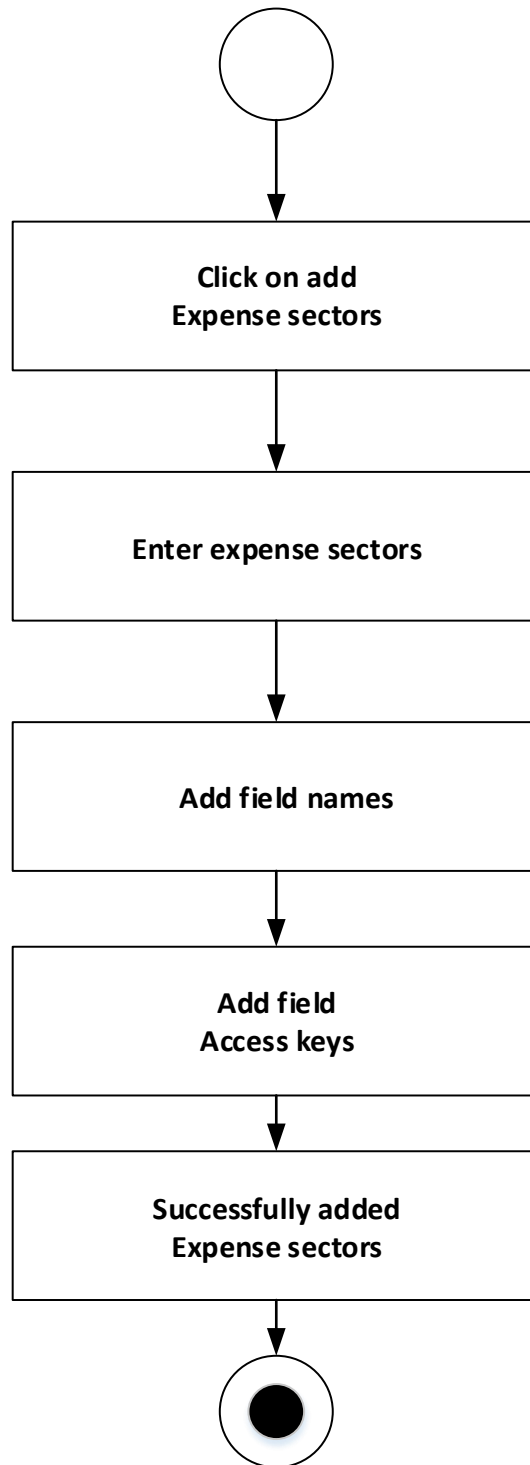 Click on add
Expense sectors
Enter expense sectors
Add field names
Add field
Access keys
Successfully added
Expense sectors